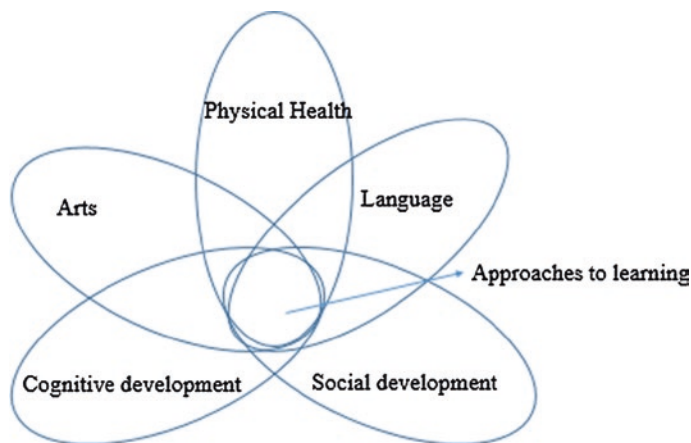 Physical Health
Arts
Language
Approaches to learning
Cognitive development
Social development